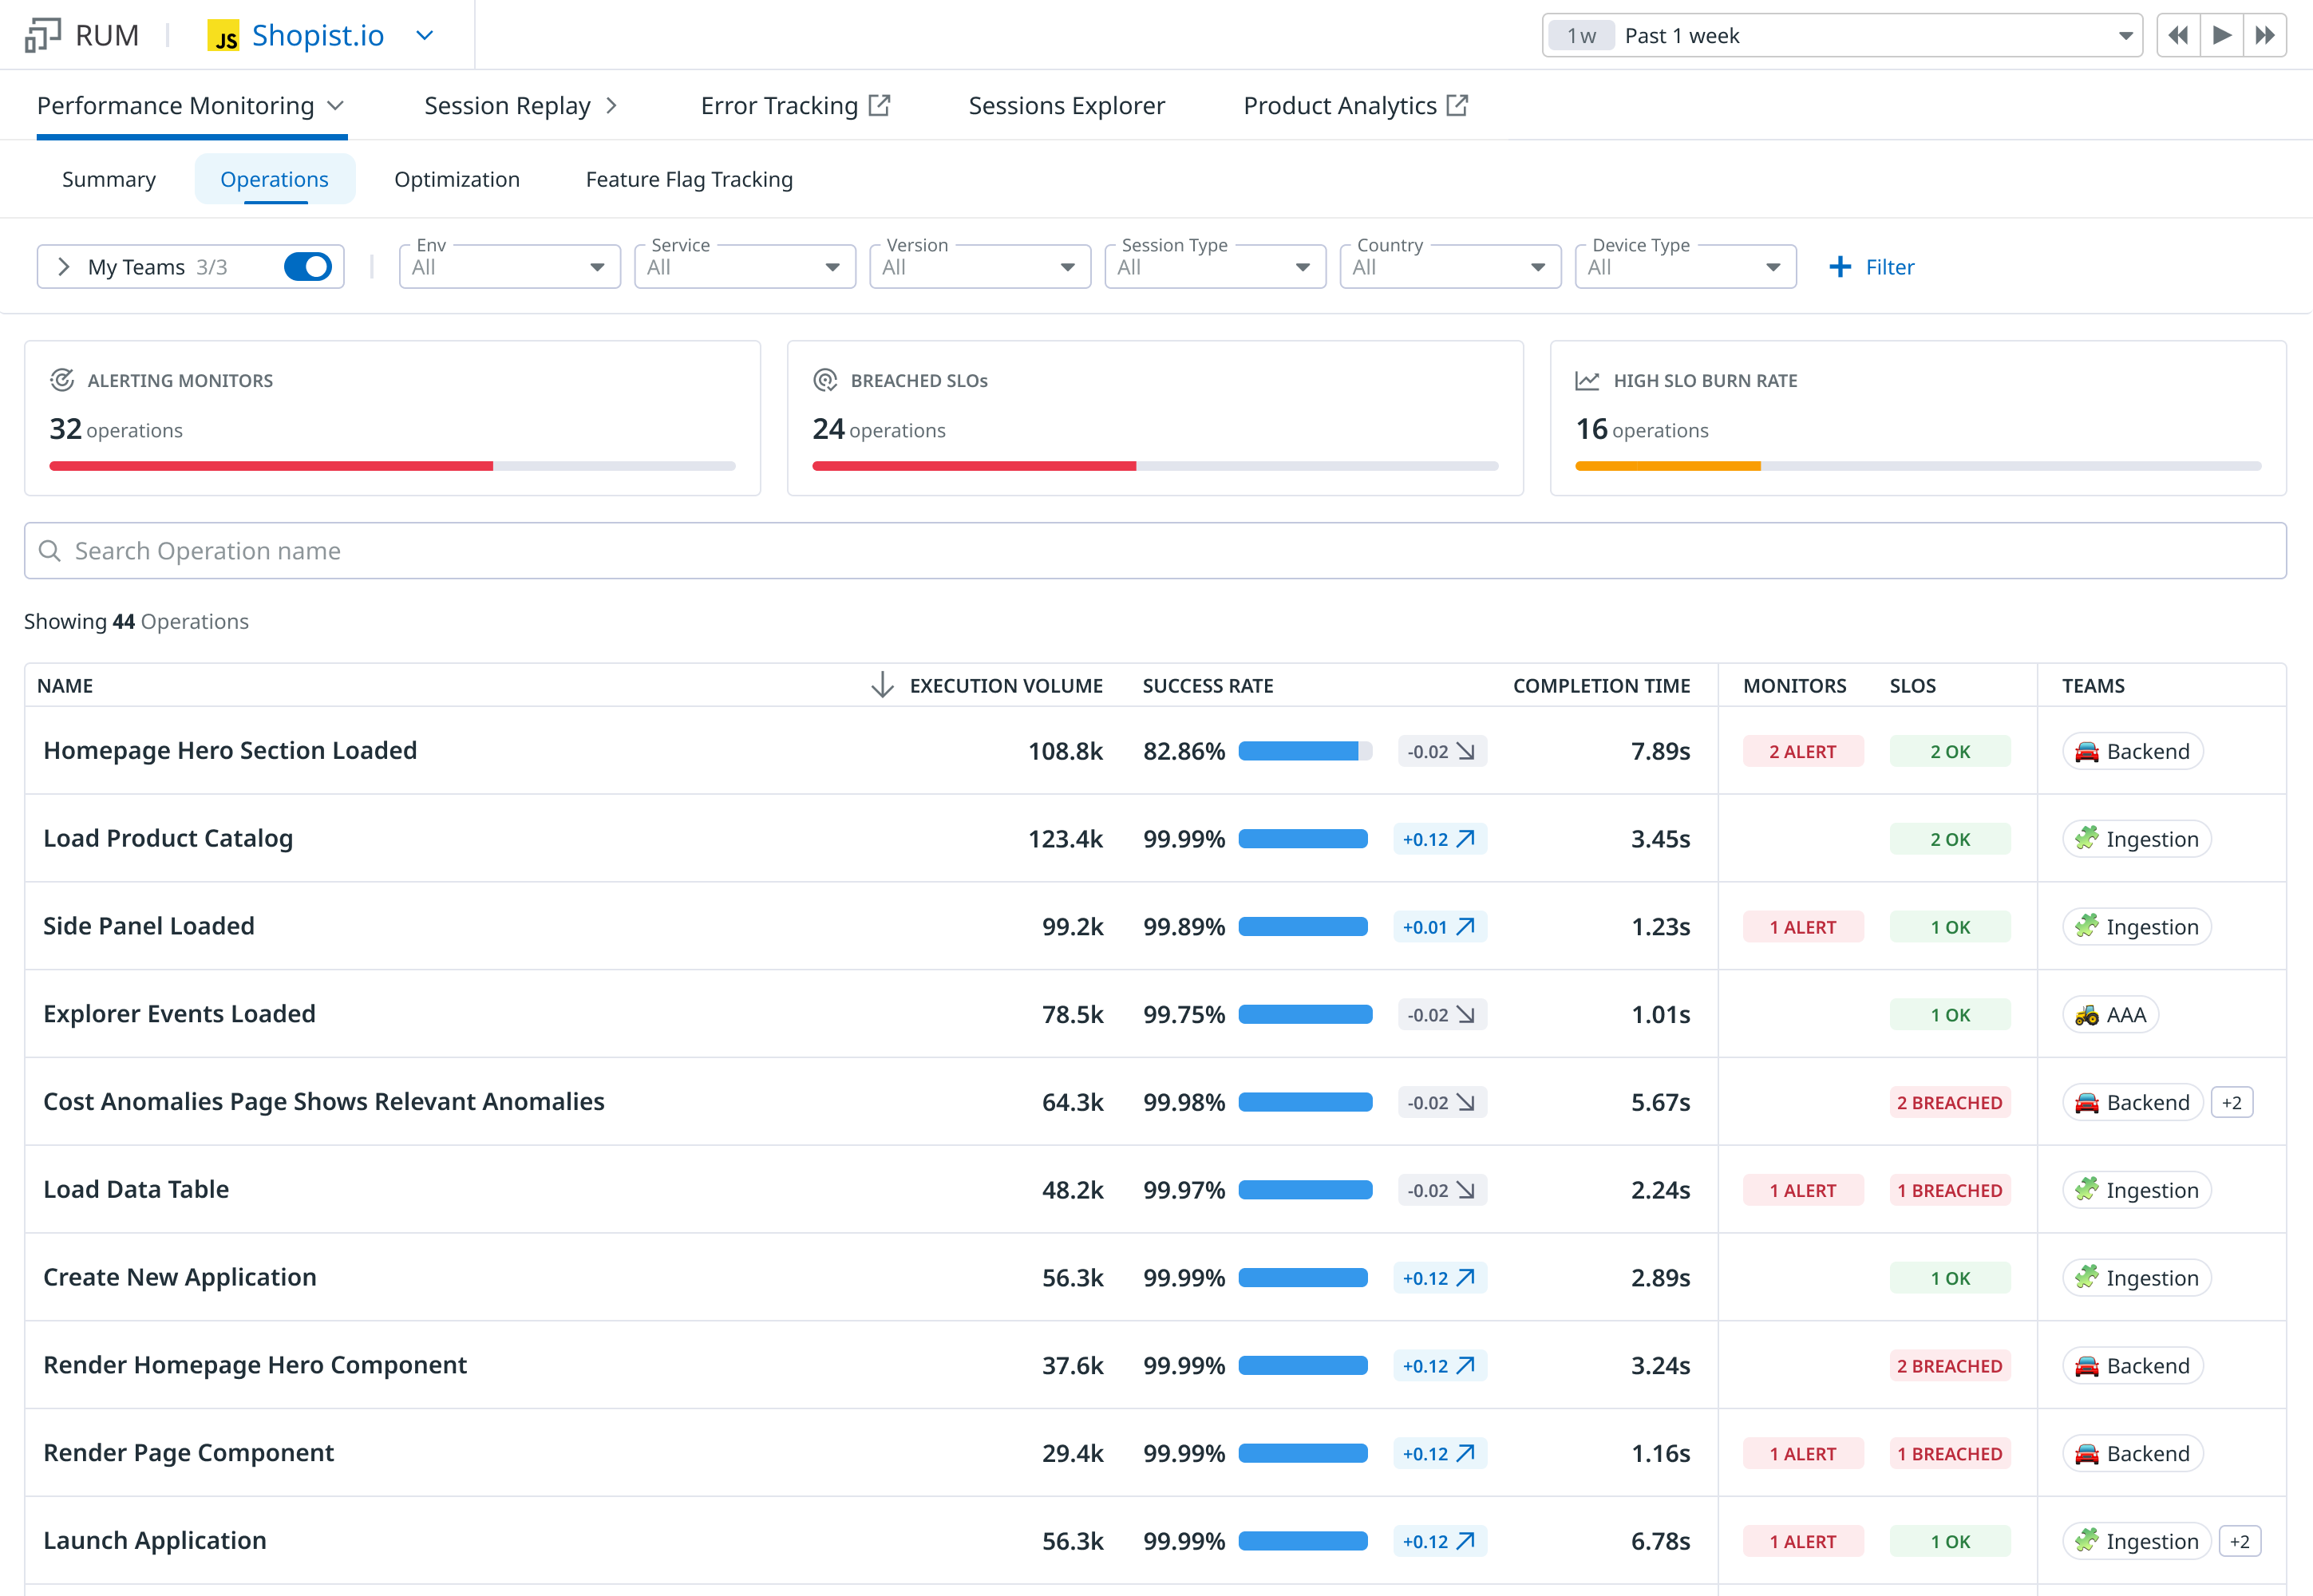 RUM JS Shopist.io 1w Past 1 week
Performance Monitoring Session Replay Error Tracking Sessions Explorer Product Analytics
Summary Operations Optimization Feature Flag Tracking
Env Service Version Session Type Country Device Type
My Teams 3/3 All All All All All All Filter
ALERTING MONITORS BREACHED SLOs HIGH SLO BURN RATE
32 operations 24 operations 16 operations
Search Operation name
Showing 44 Operations
NAME EXECUTION VOLUME SUCCESS RATE COMPLETION TIME MONITORS SLOS TEAMS
Homepage Hero Section Loaded 108.8k 82.86% -0.02 7.89s 2 ALERT 2 OK Backend
Load Product Catalog 123.4k 99.99% +0.12 3.45s 2 OK Ingestion
Side Panel Loaded 99.2k 99.89% +0.01 1.23s 1 ALERT 1 OK Ingestion
Explorer Events Loaded 78.5k 99.75% -0.02 1.01s 1 OK AAA
Cost Anomalies Page Shows Relevant Anomalies 64.3k 99.98% -0.02 5.67s 2 BREACHED Backend +2
Load Data Table 48.2k 99.97% -0.02 2.24s 1 ALERT 1 BREACHED Ingestion
Create New Application 56.3k 99.99% +0.12 2.89s 1 OK Ingestion
Render Homepage Hero Component 37.6k 99.99% +0.12 3.24s 2 BREACHED Backend
Render Page Component 29.4k 99.99% +0.12 1.16s 1 ALERT 1 BREACHED Backend
Launch Application 56.3k 99.99% +0.12 6.78s 1 ALERT 1 OK Ingestion +2